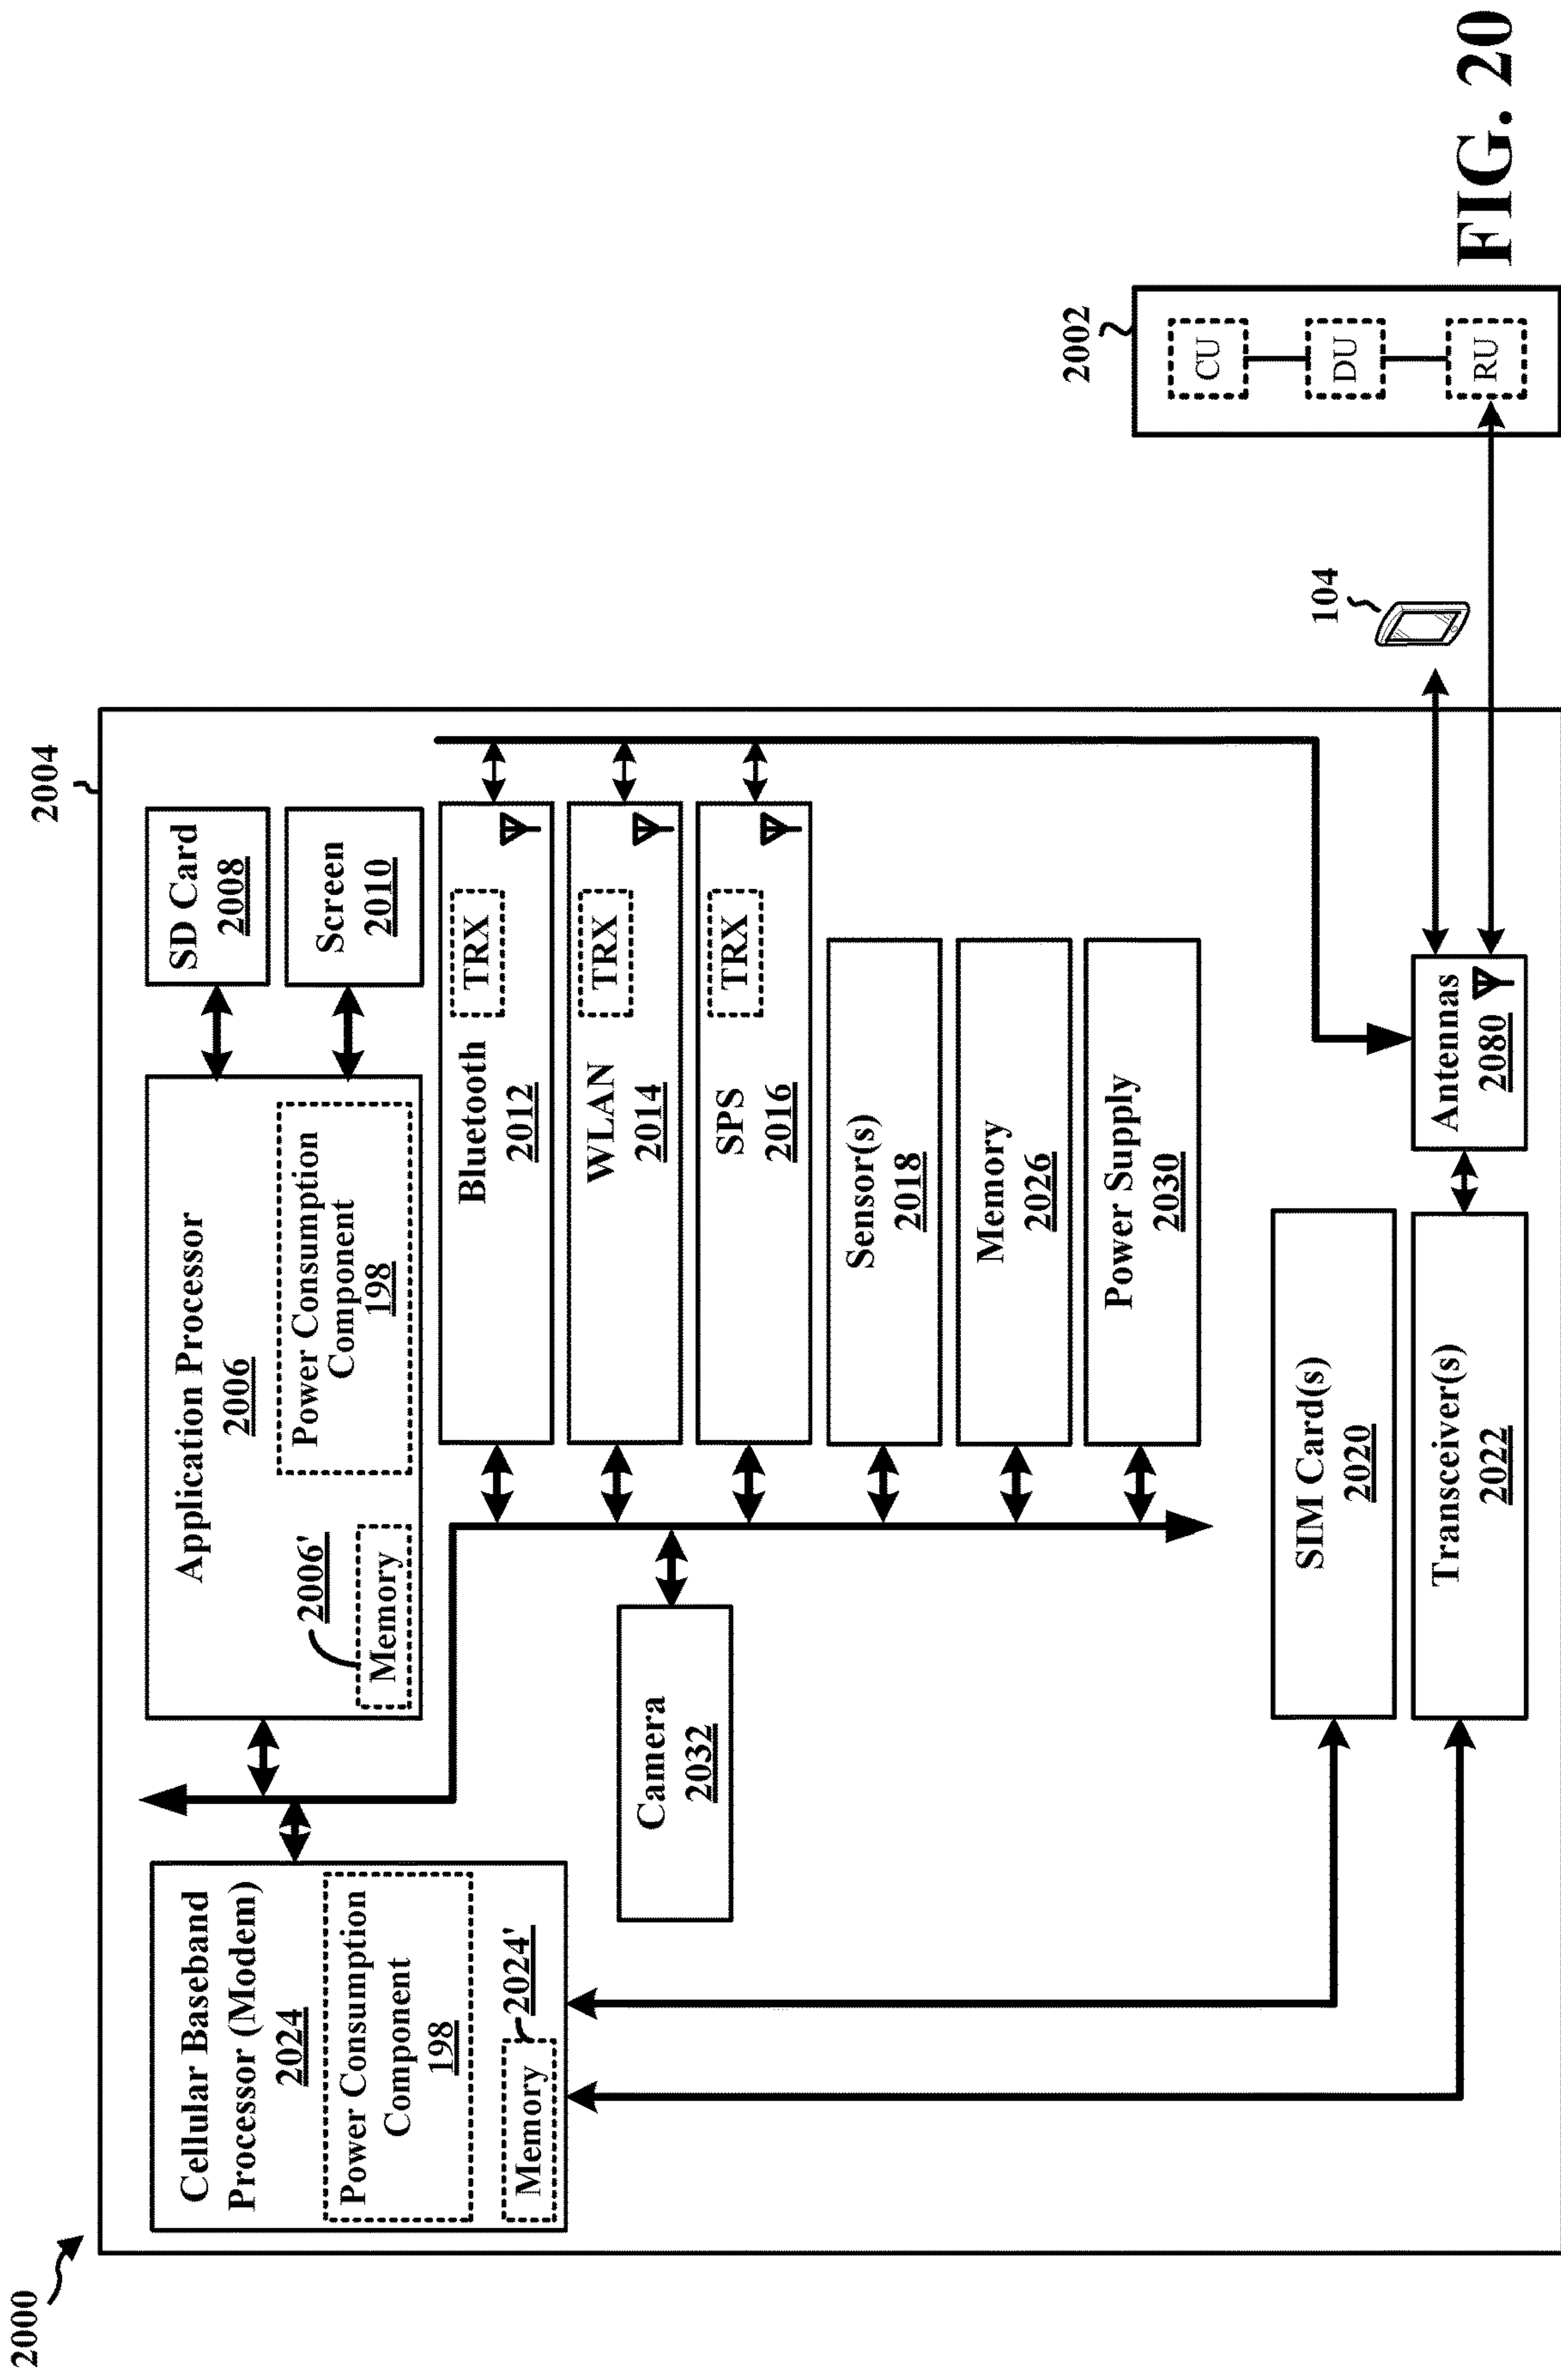 2000
2004
Cellular Baseband
Processor (Modem)
2024
Power Consumption
Component
198
Memory
2024'
Application Processor
2006
2006'
Memory
Power Consumption
Component
198
SD Card
2008
Screen
2010
Bluetooth
2012
TRX
WLAN
2014
TRX
SPS
2016
TRX
Camera
2032
Sensor(s)
2018
Memory
2026
Power Supply
2030
SIM Card(s)
2020
Transceiver(s)
2022
Antennas
2080
104
2002
CU
DU
RU
FIG. 20